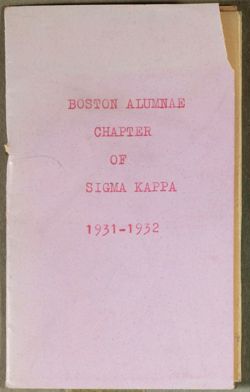 BOSTON ALUMNAE
CHAPTER
OF
SIGMA KAPPA
1931-1932